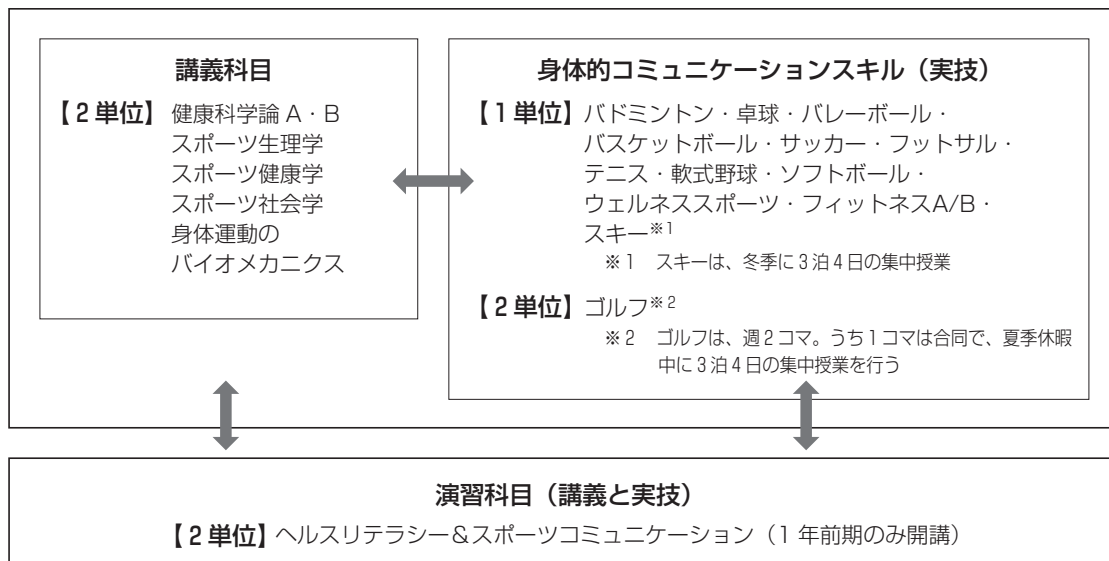 講義科目
【2単位】健康科学論 A・B
スポーツ生理学
スポーツ健康学
スポーツ社会学
身体運動の
バイオメカニクス
身体的コミュニケーションスキル（実技）
【1単位】バドミントン・卓球・バレーボール・
バスケットボール・サッカー・フットサル・
テニス・軟式野球・ソフトボール・
ウェルネススポーツ・フィットネスA/B・
スキー※1
※1　スキーは、冬季に3泊4日の集中授業
【2単位】ゴルフ※2
※2　ゴルフは、週2コマ。うち1コマは合同で、夏季休暇
中に3泊4日の集中授業を行う
演習科目（講義と実技）
【2単位】ヘルスリテラシー＆スポーツコミュニケーション（1年前期のみ開講）